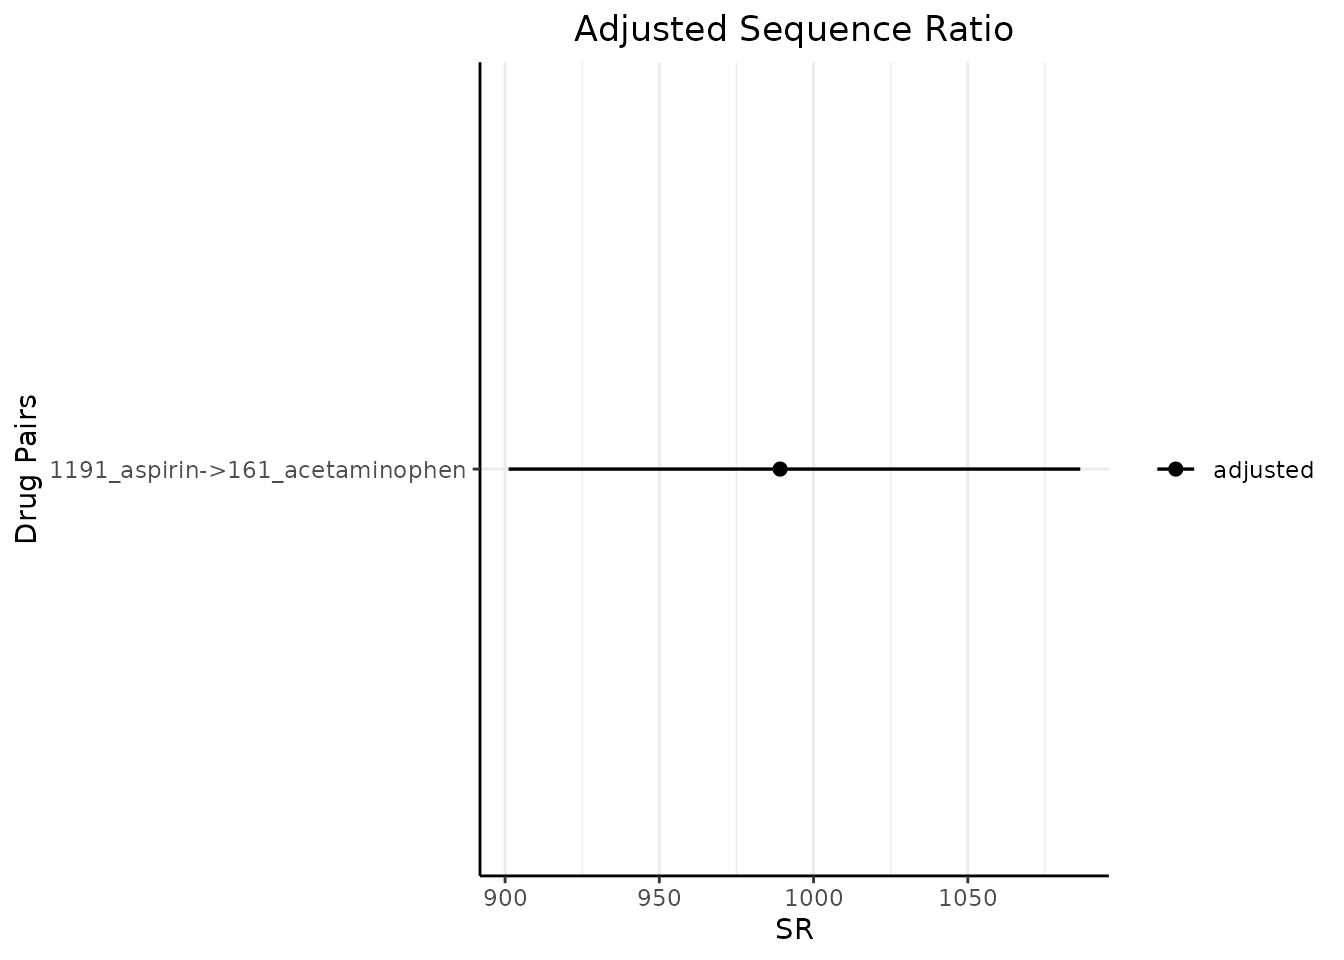 Adjusted Sequence Ratio
Drug Pairs
1191_aspirin->161_acetaminophen
adjusted
900
950
1000
1050
SR